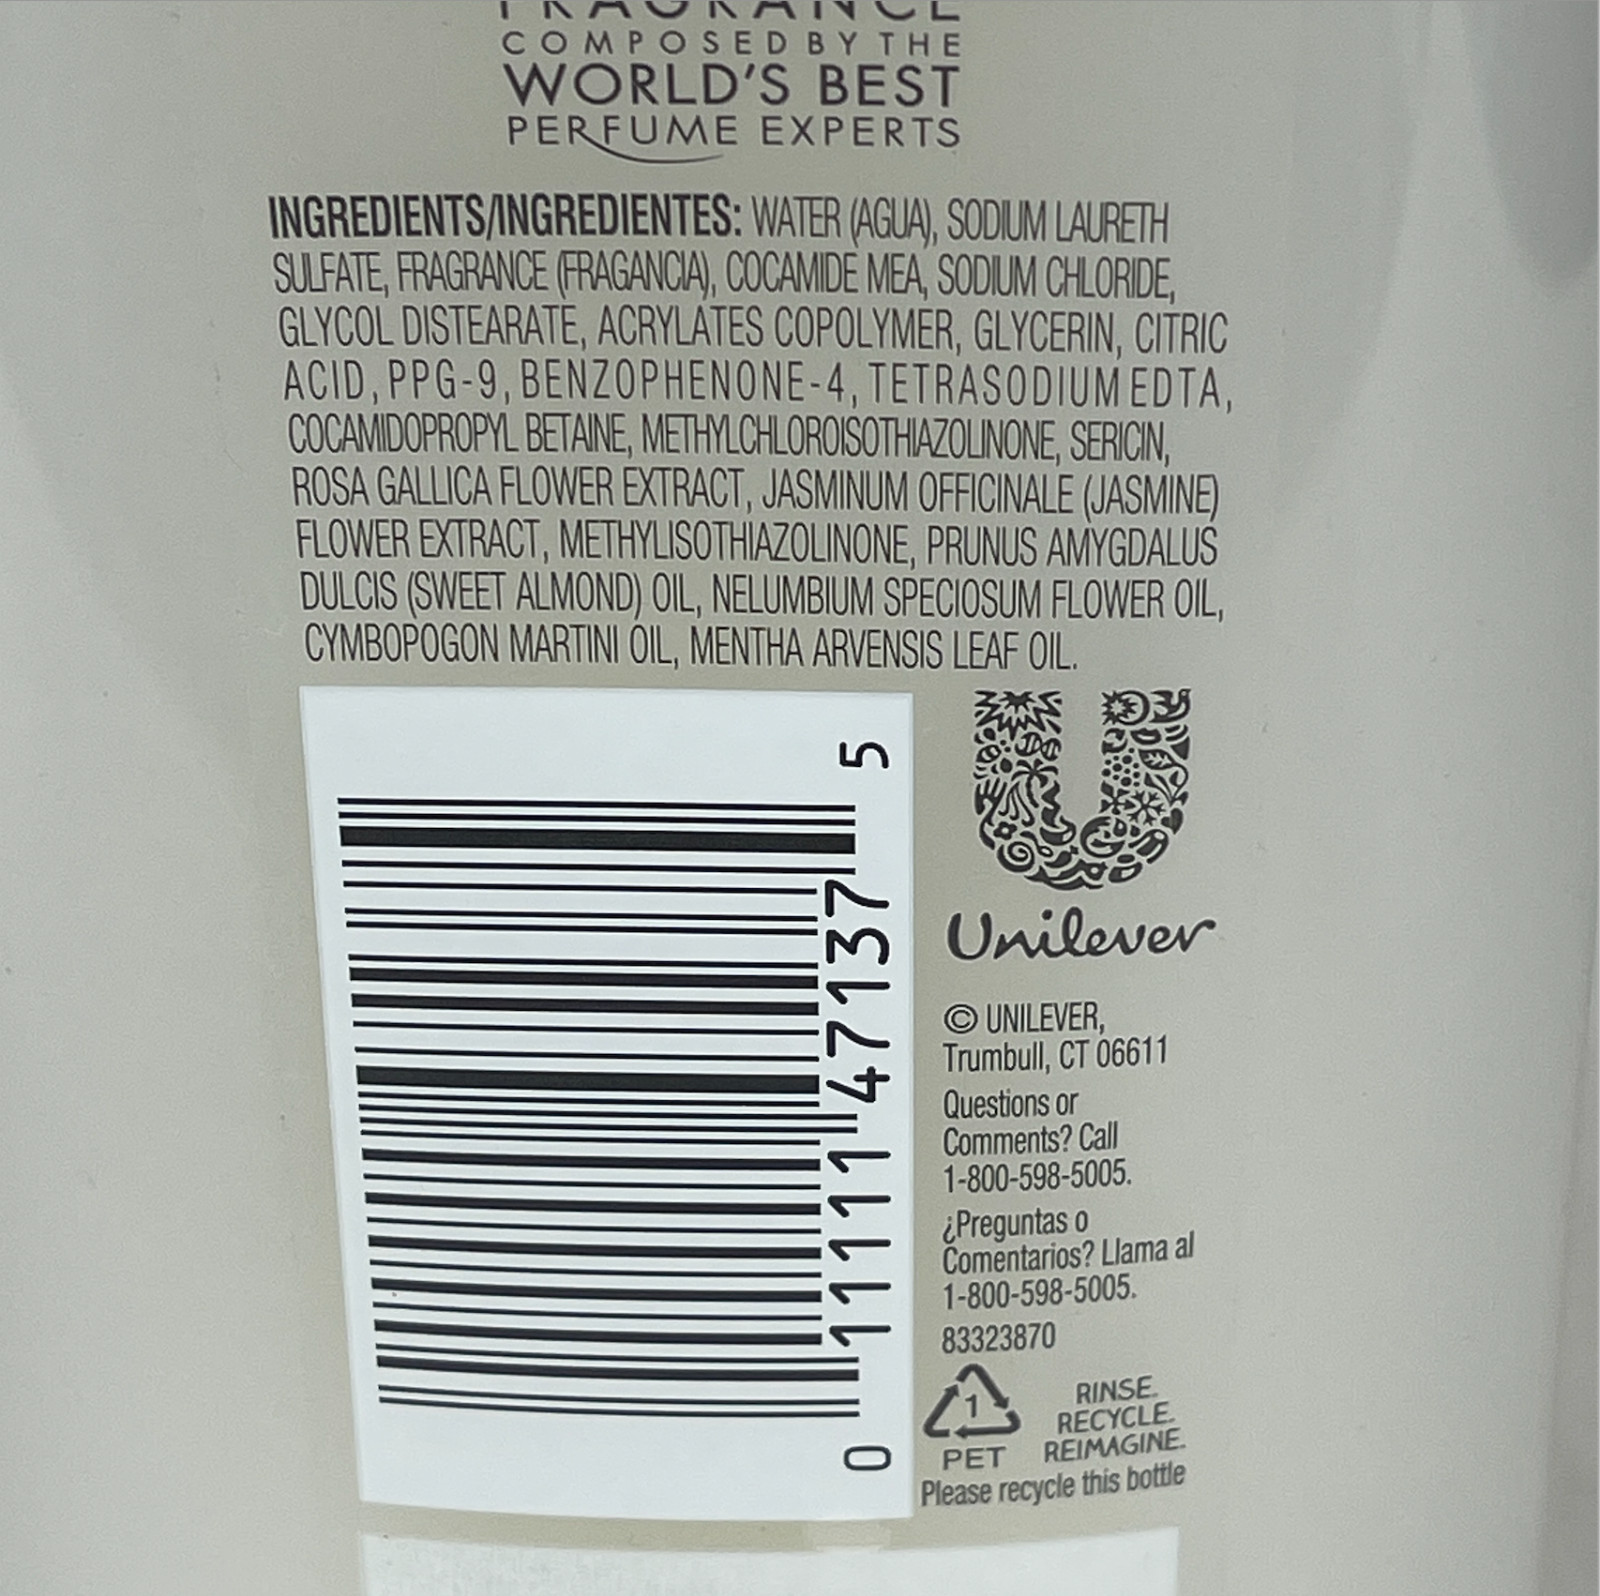 FRAGRANCE
COMPOSED BY THE
WORLD'S BEST
PERFUME EXPERTS
INGREDIENTS/INGREDIENTES: WATER (AGUA), SODIUM LAURETH
SULFATE, FRAGRANCE (FRAGANCIA), COCAMIDE MEA, SODIUM CHLORIDE,
GLYCOL DISTEARATE, ACRYLATES COPOLYMER, GLYCERIN, CITRIC
ACID, PPG-9, BENZOPHENONE-4, TETRASODIUM EDTA,
COCAMIDOPROPYL BETAINE, METHYLCHLOROISOTHIAZOLINONE, SERICIN,
ROSA GALLICA FLOWER EXTRACT, JASMINUM OFFICINALE (JASMINE)
FLOWER EXTRACT, METHYLISOTHIAZOLINONE, PRUNUS AMYGDALUS
DULCIS (SWEET ALMOND) OIL, NELUMBIUM SPECIOSUM FLOWER OIL,
CYMBOPOGON MARTINI OIL, MENTHA ARVENSIS LEAF OIL.
0 11111 47137 5
Unilever
© UNILEVER,
Trumbull, CT 06611
Questions or
Comments? Call
1-800-598-5005.
¿Preguntas o
Comentarios? Llama al
1-800-598-5005.
83323870
1
PET
RINSE.
RECYCLE.
REIMAGINE.
Please recycle this bottle